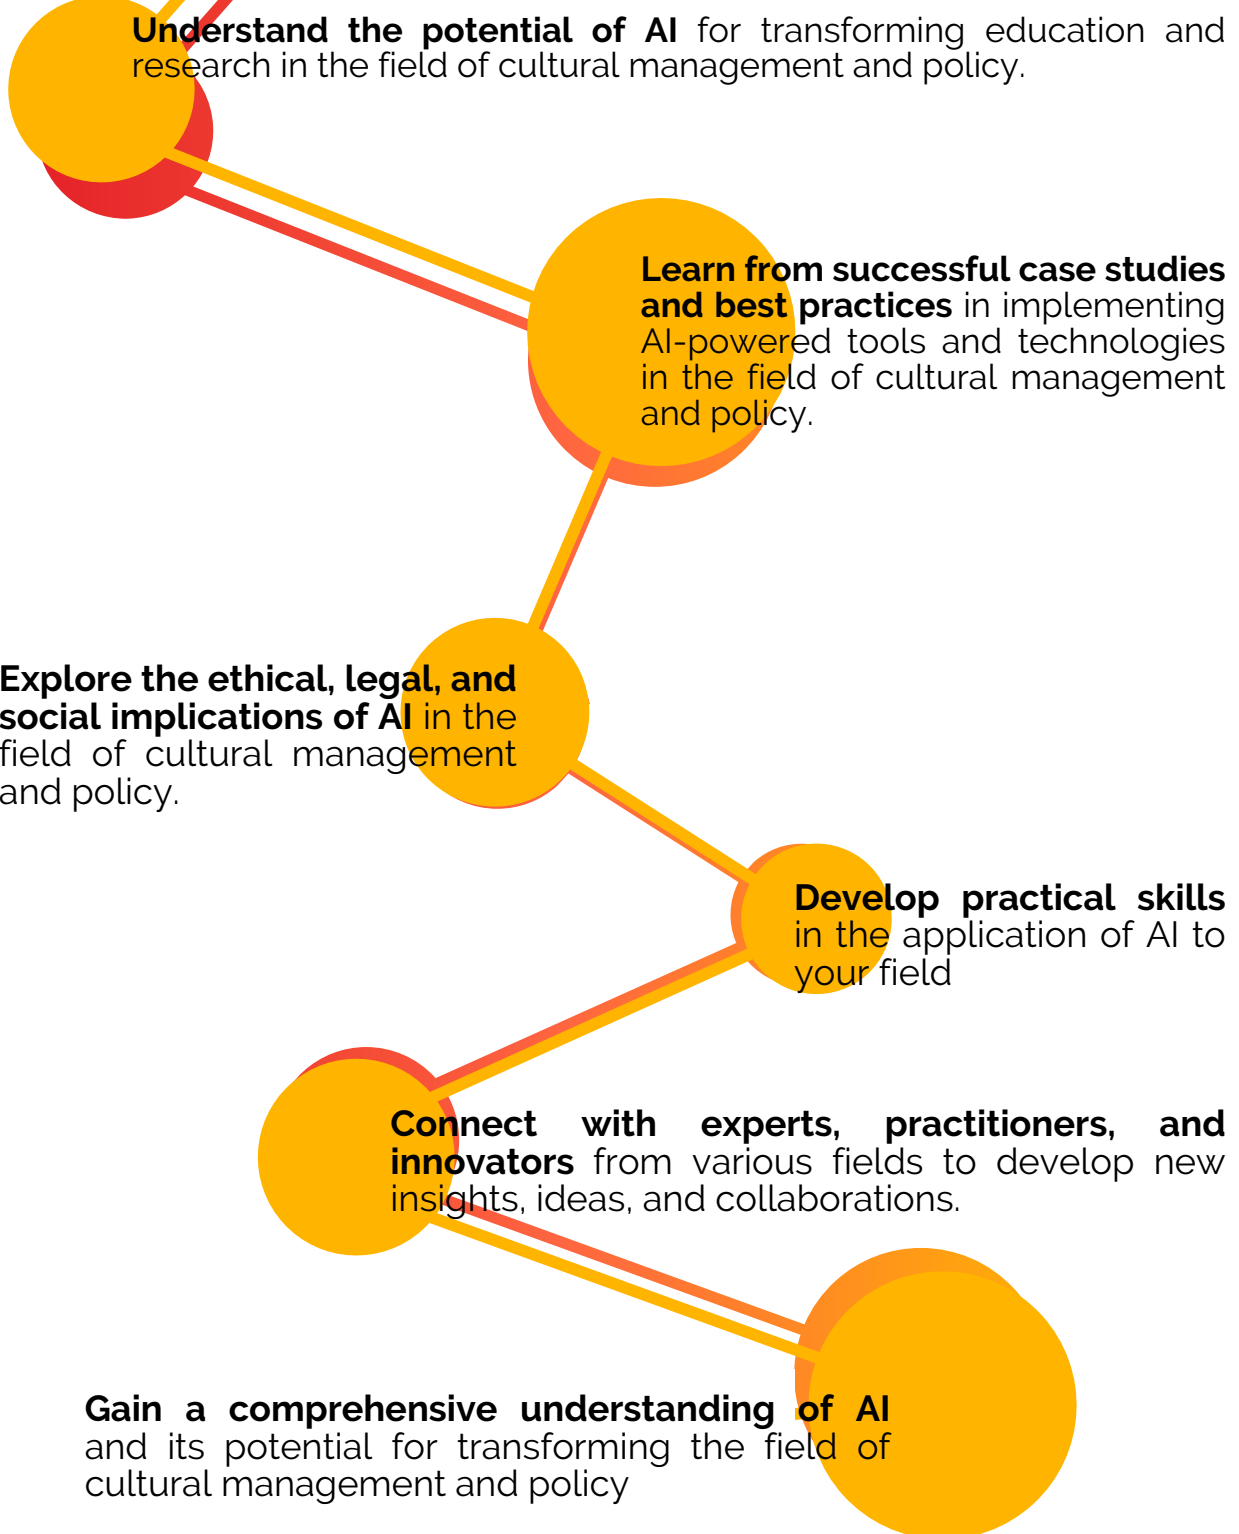 Understand the potential of AI for transforming education and
research in the field of cultural management and policy.
Learn from successful case studies
and best practices in implementing
AI-powered tools and technologies
in the field of cultural management
and policy.
Explore the ethical, legal, and
social implications of AI in the
field of cultural management
and policy.
Develop practical skills
in the application of AI to
your field
Connect with experts, practitioners, and
innovators from various fields to develop new
insights, ideas, and collaborations.
Gain a comprehensive understanding of AI
and its potential for transforming the field of
cultural management and policy